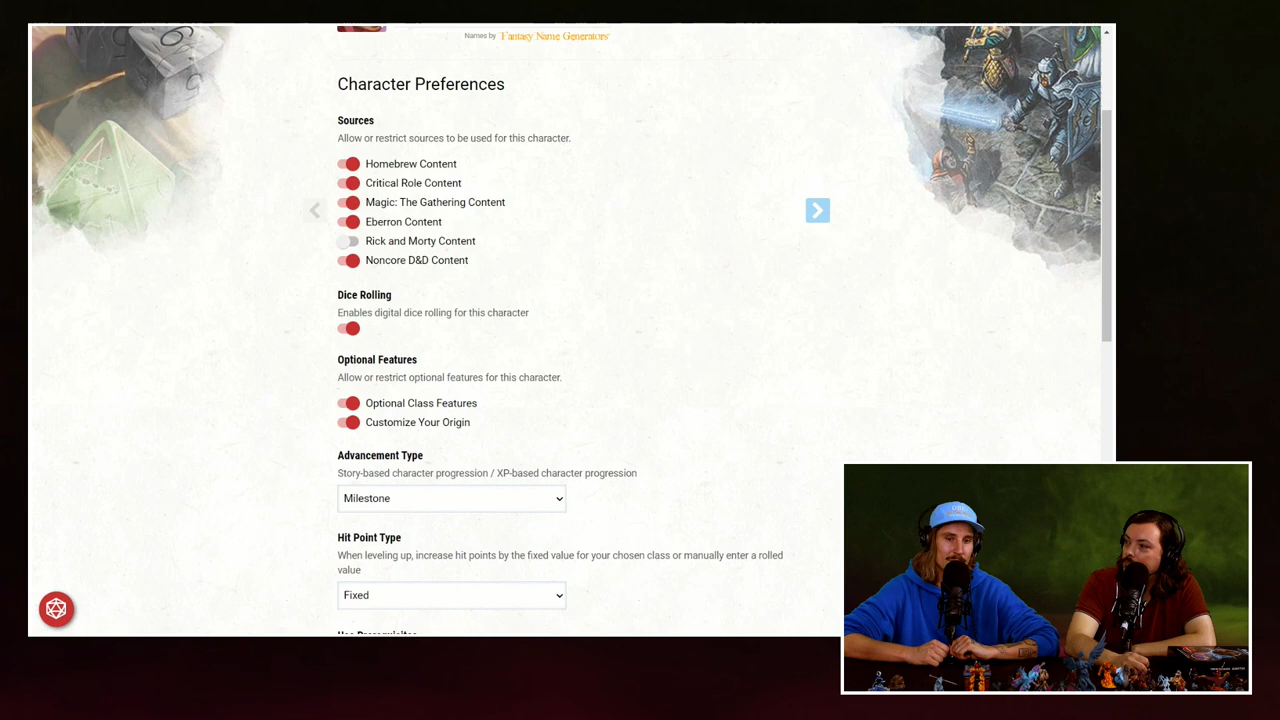 Names by Fantasy Name Generators
Character Preferences
Sources
Allow or restrict sources to be used for this character.
Homebrew Content
Critical Role Content
Magic: The Gathering Content
Eberron Content
Rick and Morty Content
Noncore D&D Content
Dice Rolling
Enables digital dice rolling for this character
Optional Features
Allow or restrict optional features for this character.
Optional Class Features
Customize Your Origin
Advancement Type
Story-based character progression / XP-based character progression
Milestone
Hit Point Type
When leveling up, increase hit points by the fixed value for your chosen class or manually enter a rolled
value
Fixed